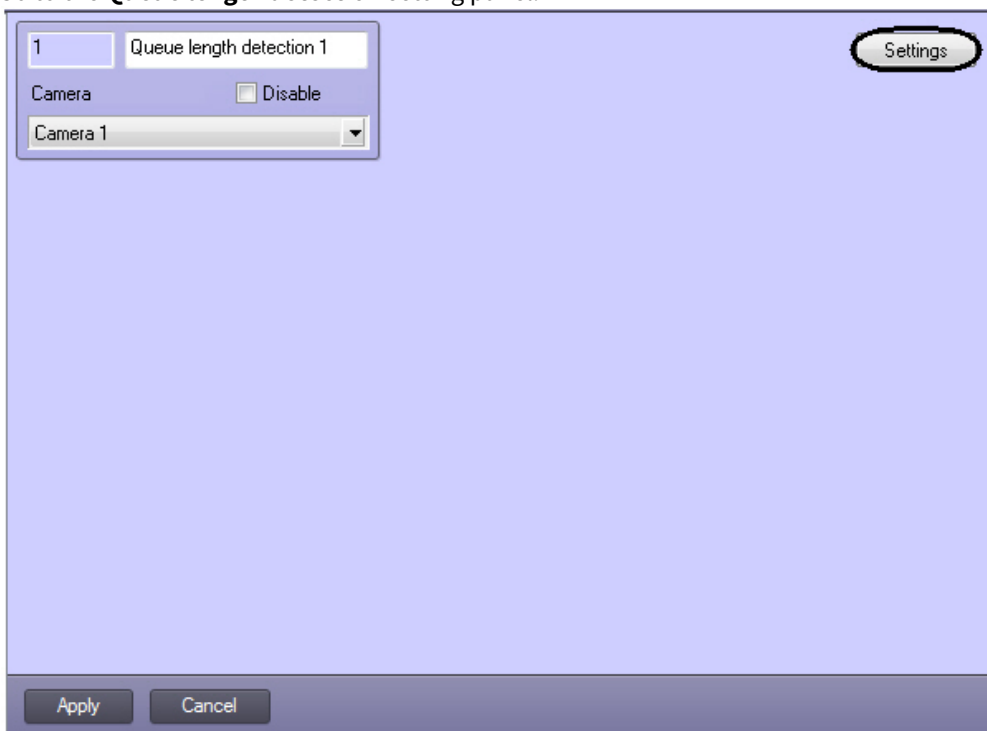 1 Queue length detection 1
Settings
Camera Disable
Camera 1
Apply Cancel